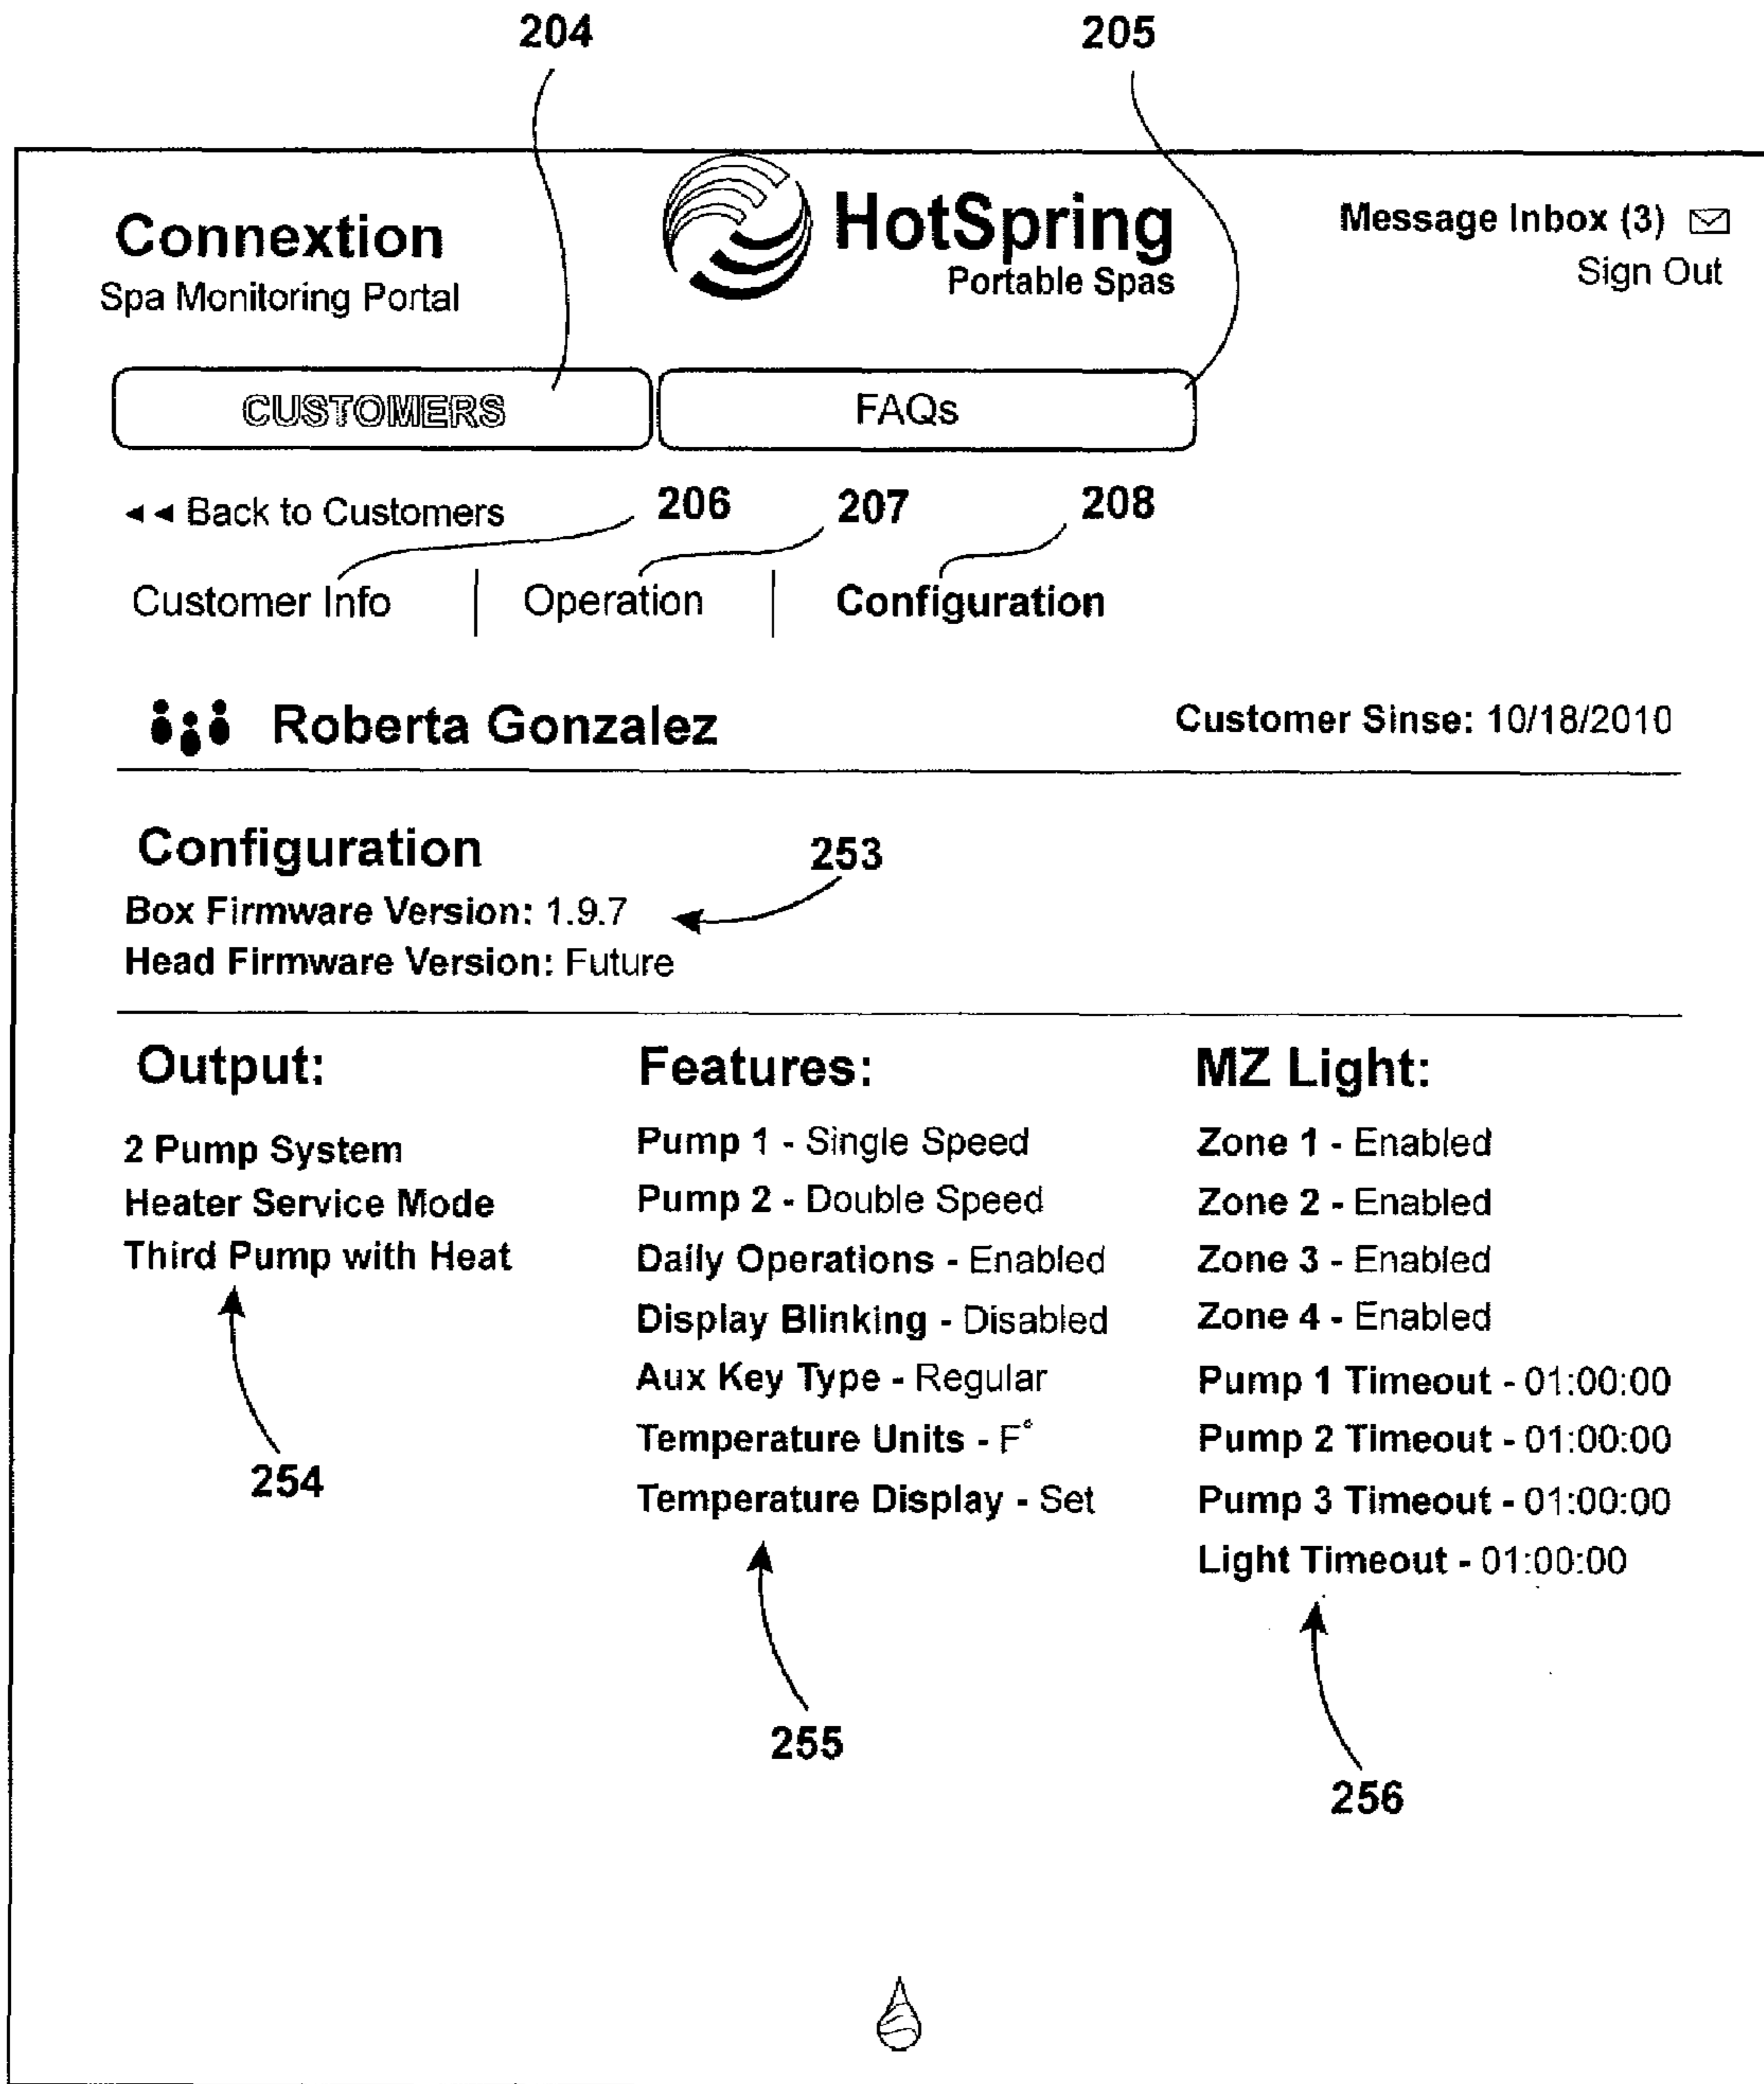 204 205
Connextion
Spa Monitoring Portal
HotSpring
Portable Spas
Message Inbox (3)
Sign Out
CUSTOMERS FAQs
◄◄ Back to Customers 206 207 208
Customer Info | Operation | Configuration
Roberta Gonzalez Customer Sinse: 10/18/2010
Configuration 253
Box Firmware Version: 1.9.7
Head Firmware Version: Future
Output:
2 Pump System
Heater Service Mode
Third Pump with Heat
254
Features:
Pump 1 - Single Speed
Pump 2 - Double Speed
Daily Operations - Enabled
Display Blinking - Disabled
Aux Key Type - Regular
Temperature Units - F°
Temperature Display - Set
255
MZ Light:
Zone 1 - Enabled
Zone 2 - Enabled
Zone 3 - Enabled
Zone 4 - Enabled
Pump 1 Timeout - 01:00:00
Pump 2 Timeout - 01:00:00
Pump 3 Timeout - 01:00:00
Light Timeout - 01:00:00
256